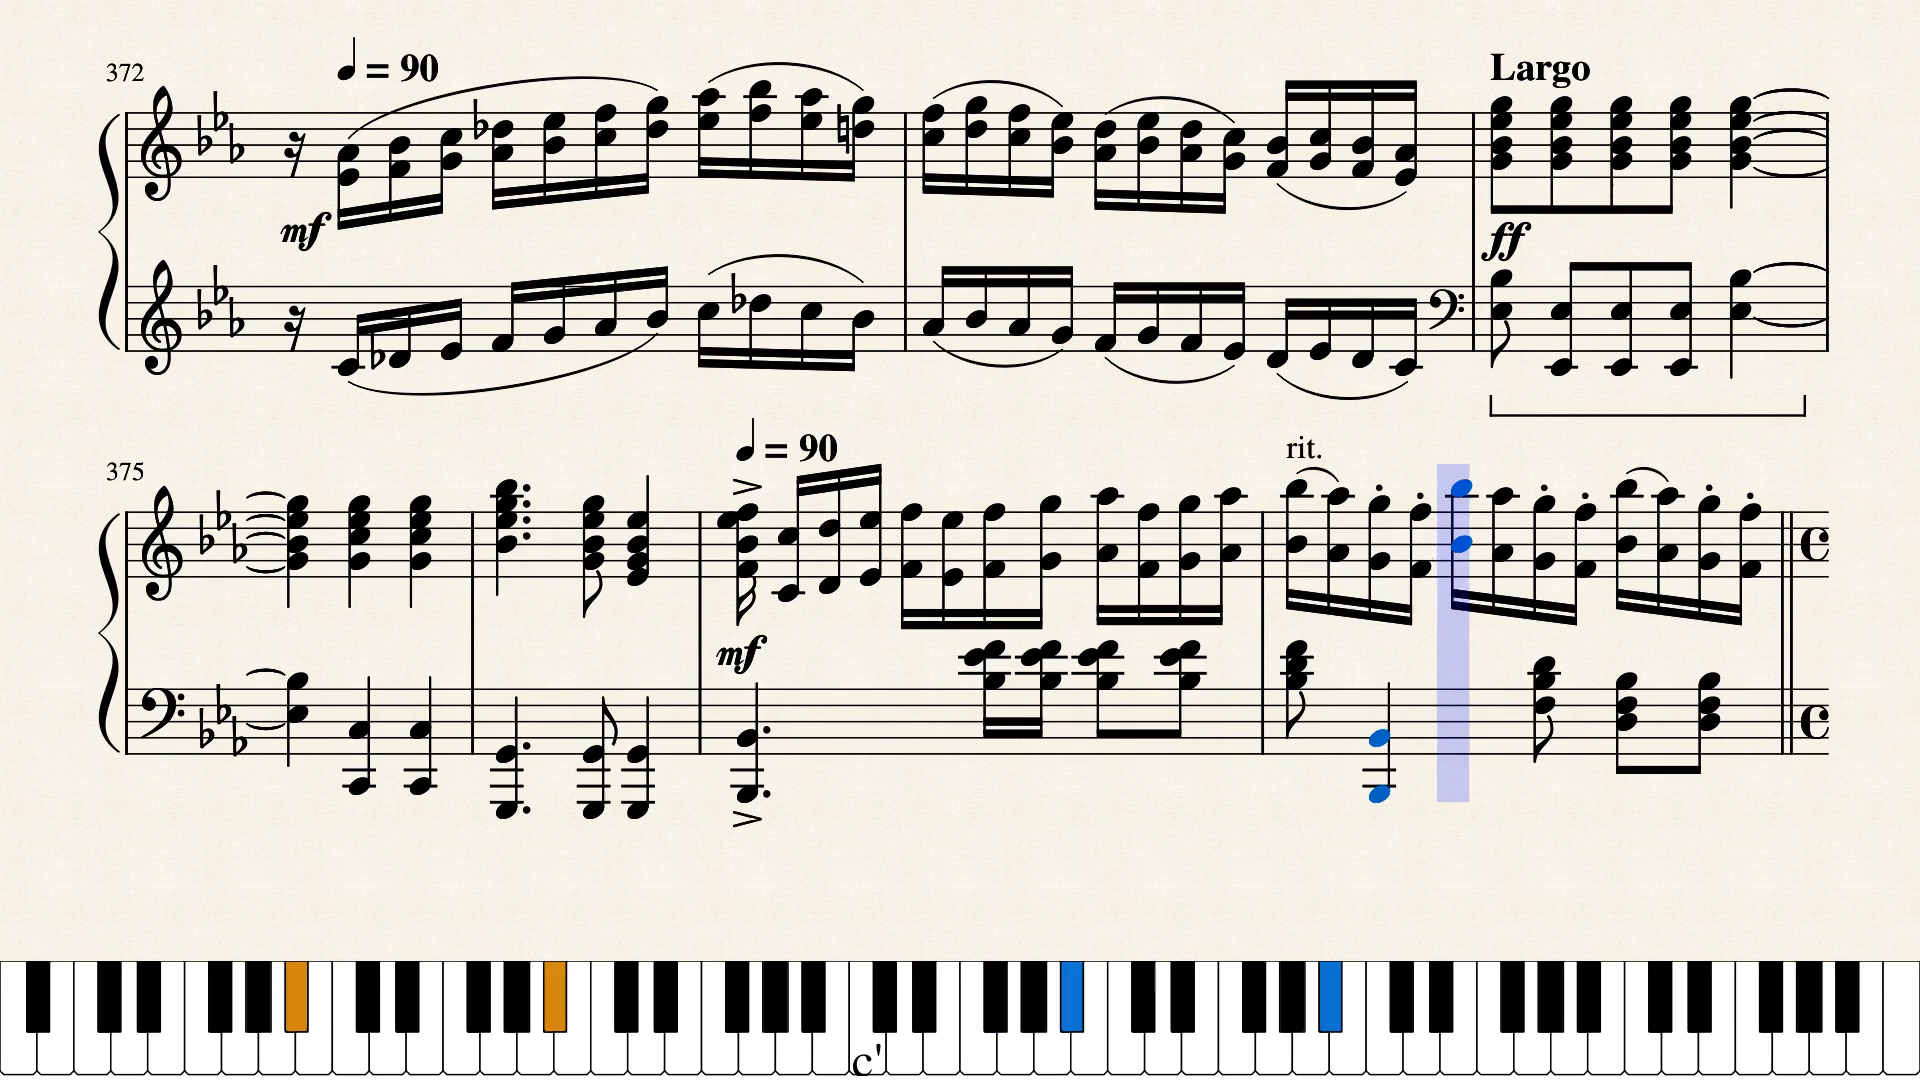 372
♩ = 90
Largo
mf
ff
375
♩ = 90
rit.
mf
c'